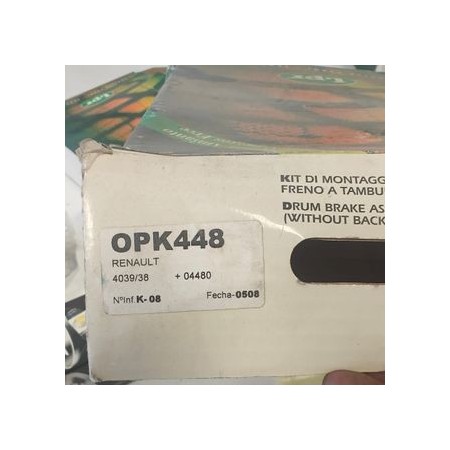 Lpr
KIT DI MONTAGG
FRENO A TAMBU
DRUM BRAKE AS
(WITHOUT BACK
OPK448
RENAULT
4039/38 + 04480
NºInf.K-08 Fecha-0508